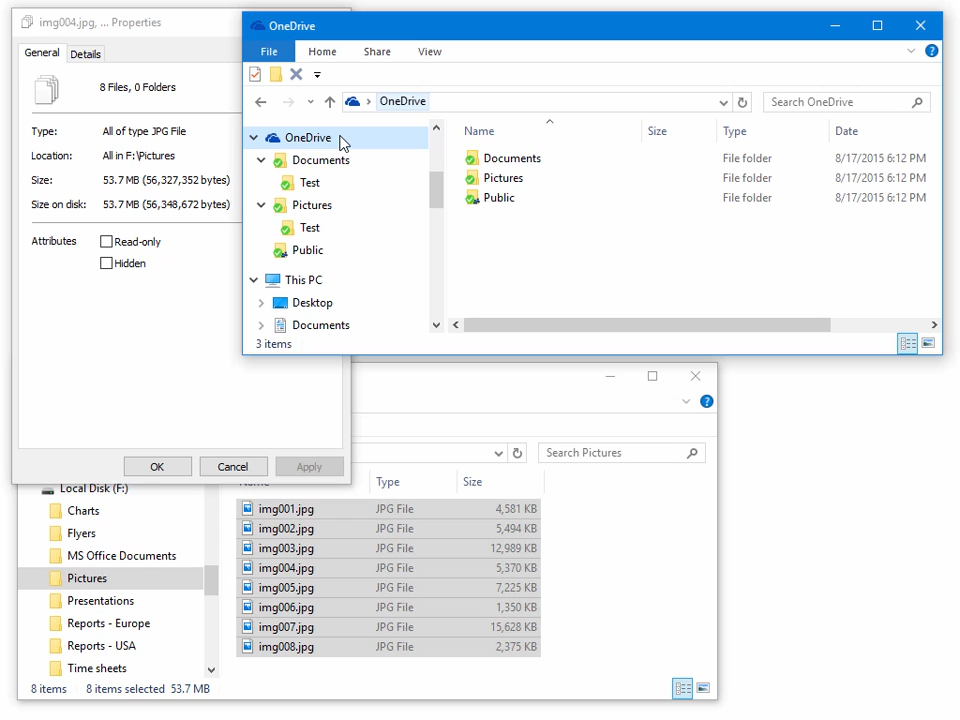 img004.jpg, ... Properties
General
Details
8 Files, 0 Folders
Type:
All of type JPG File
Location:
All in F:\Pictures
Size:
53.7 MB (56,327,352 bytes)
Size on disk:
53.7 MB (56,348,672 bytes)
Attributes
Read-only
Hidden
OK
Cancel
Apply
OneDrive
File
Home
Share
View
OneDrive
Search OneDrive
OneDrive
Documents
Test
Pictures
Test
Public
This PC
Desktop
Documents
Name
Size
Type
Date
Documents
File folder
8/17/2015 6:12 PM
Pictures
File folder
8/17/2015 6:12 PM
Public
File folder
8/17/2015 6:12 PM
3 items
Search Pictures
Local Disk (F:)
Charts
Flyers
MS Office Documents
Pictures
Presentations
Reports - Europe
Reports - USA
Time sheets
Name
Type
Size
img001.jpg JPG File 4,581 KB
img002.jpg JPG File 5,494 KB
img003.jpg JPG File 12,989 KB
img004.jpg JPG File 5,370 KB
img005.jpg JPG File 7,225 KB
img006.jpg JPG File 1,350 KB
img007.jpg JPG File 15,628 KB
img008.jpg JPG File 2,375 KB
8 items
8 items selected 53.7 MB